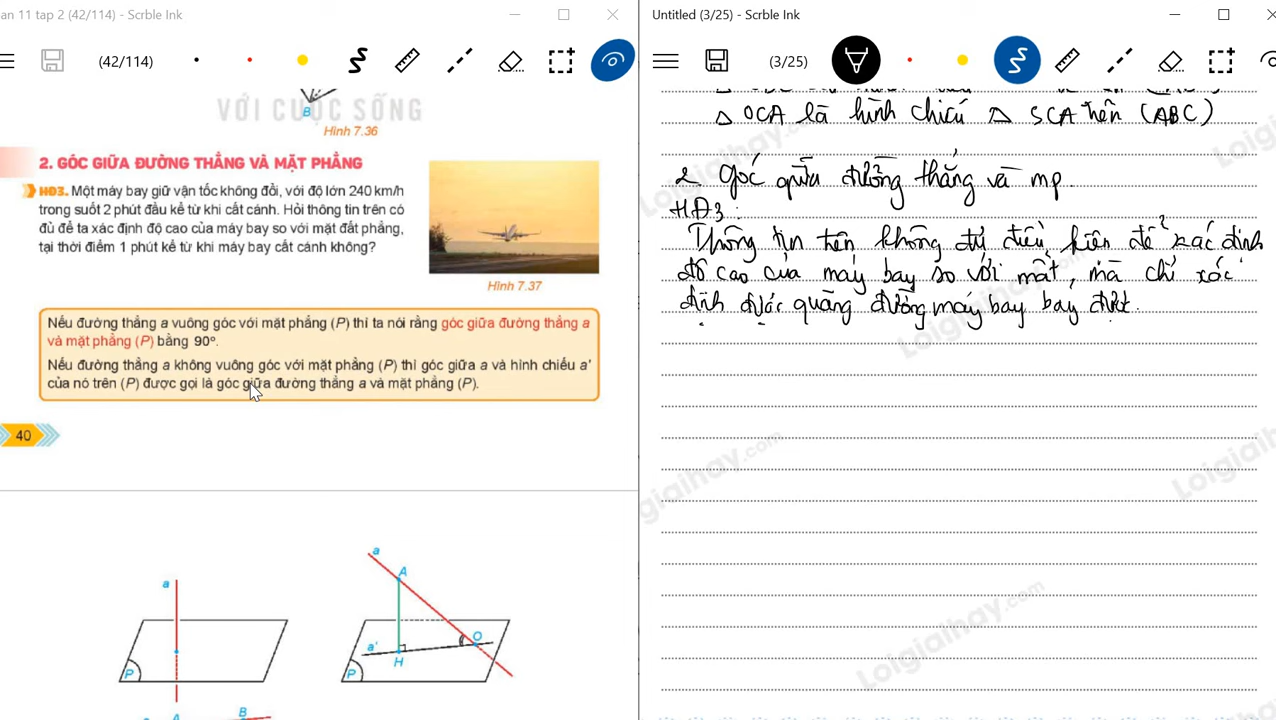 an 11 tap 2 (42/114) - Scrble Ink
(42/114)
B
VỚI CUỘC SỐNG
Hình 7.36
2. GÓC GIỮA ĐƯỜNG THẲNG VÀ MẶT PHẲNG
HĐ3. Một máy bay giữ vận tốc không đổi, với độ lớn 240 km/h
trong suốt 2 phút đầu kể từ khi cất cánh. Hỏi thông tin trên có
đủ để ta xác định độ cao của máy bay so với mặt đất phẳng,
tại thời điểm 1 phút kể từ khi máy bay cất cánh không?
Hình 7.37
Nếu đường thẳng a vuông góc với mặt phẳng (P) thì ta nói rằng góc giữa đường thẳng a
và mặt phẳng (P) bằng 90°.
Nếu đường thẳng a không vuông góc với mặt phẳng (P) thì góc giữa a và hình chiếu a'
của nó trên (P) được gọi là góc giữa đường thẳng a và mặt phẳng (P).
40
a
P
a
A
O
a'
H
P
A
B
Untitled (3/25) - Scrble Ink
(3/25)
Δ OCA là hình chiếu Δ SCA trên (ABC)
2. Góc giữa đường thẳng và mp.
HĐ3:
Thông tin trên không đủ điều kiện để xác định
độ cao của máy bay so với mất, mà chỉ xác
định được quãng đường máy bay bay được.
Loigiaihay.com
Loigiaihay.com
Loigiaihay.com
Loigiaihay.com